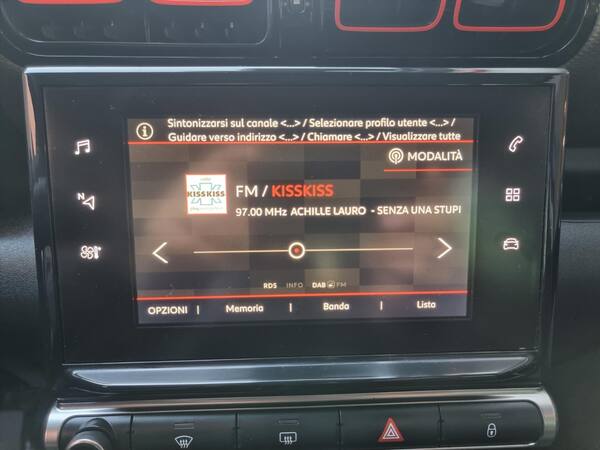 Sintonizzarsi sul canale <...> / Selezionare profilo utente <...> /
Guidare verso indirizzo <...> / Chiamare <...> / Visualizzare tutte
MODALITÀ
radio
KISSKISS
FM / KISSKISS
97.00 MHz ACHILLE LAURO - SENZA UNA STUPI
N
RDS INFO DAB FM
OPZIONI | Memoria | Banda | Lista